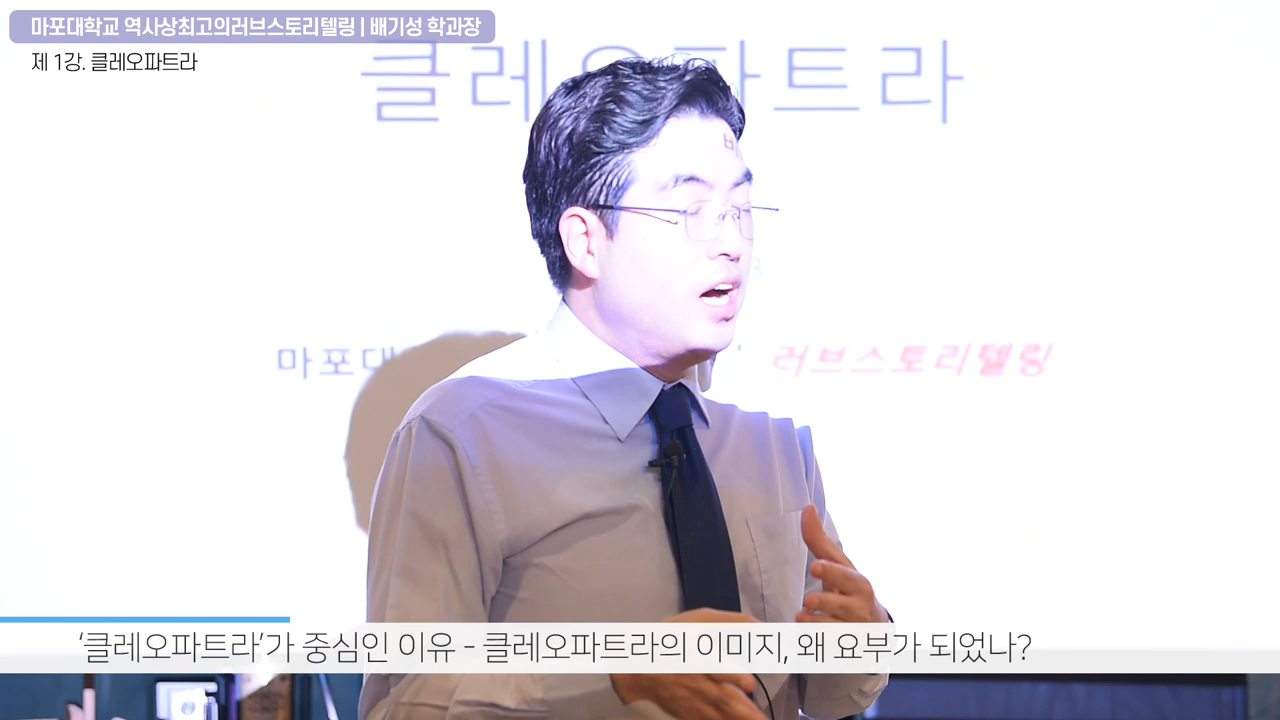 마포대학교 역사상최고의러브스토리텔링 | 배기성 학과장
제 1강. 클레오파트라
클레오파트라
마포대 러브스토리텔링
‘클레오파트라’가 중심인 이유 - 클레오파트라의 이미지, 왜 요부가 되었나?